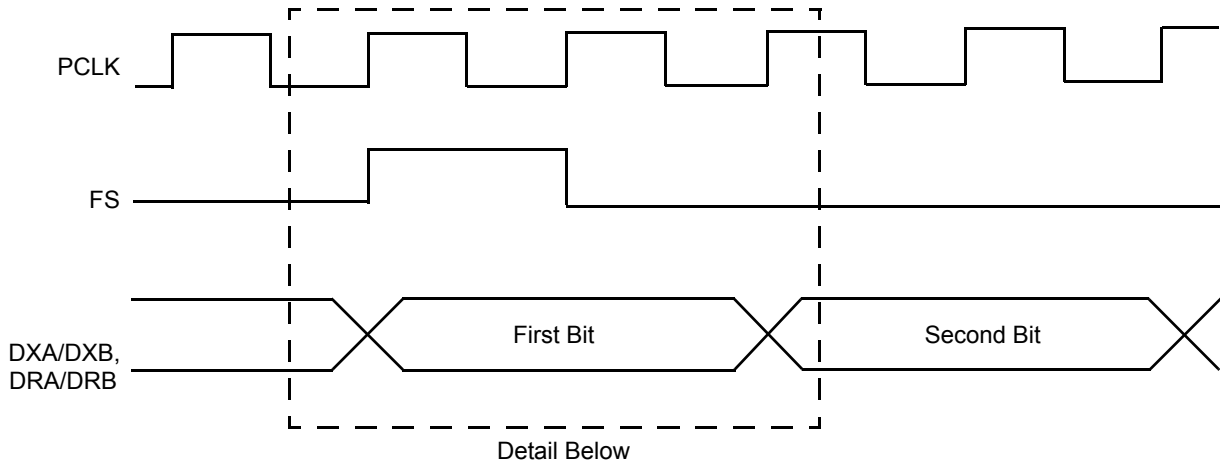 PCLK
FS
DXA/DXB,
DRA/DRB
First Bit
Second Bit
Detail Below